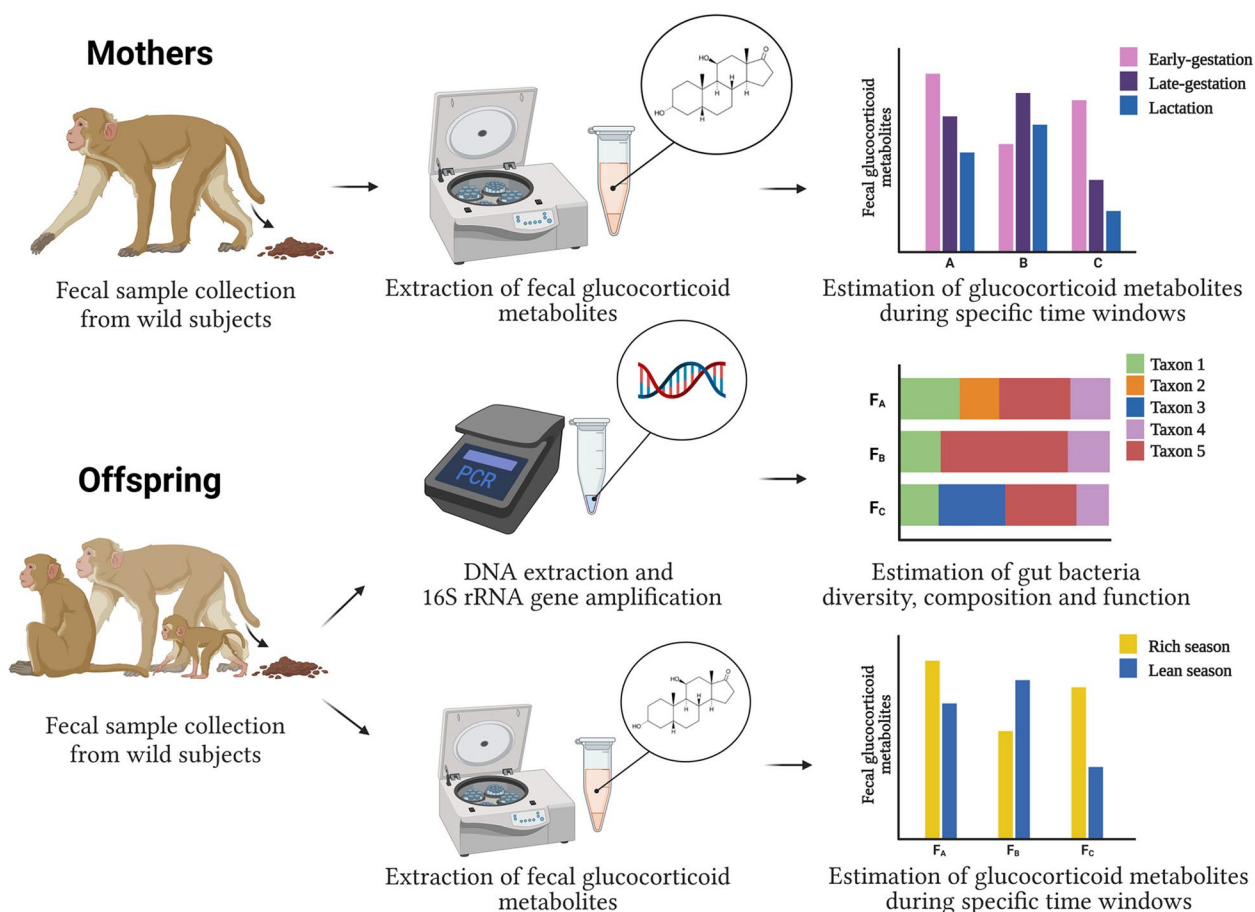 Mothers
Fecal sample collection
from wild subjects
HO
O
H
H
H
HO
H
Extraction of fecal glucocorticoid
metabolites
Early-gestation
Late-gestation
Lactation
Fecal glucocorticoid
metabolites
A
B
C
Estimation of glucocorticoid metabolites
during specific time windows
Offspring
Fecal sample collection
from wild subjects
PCR
DNA extraction and
16S rRNA gene amplification
Taxon 1
Taxon 2
Taxon 3
Taxon 4
Taxon 5
FA
FB
FC
Estimation of gut bacteria
diversity, composition and function
HO
O
H
H
H
HO
H
Extraction of fecal glucocorticoid
metabolites
Rich season
Lean season
Fecal glucocorticoid
metabolites
FA
FB
FC
Estimation of glucocorticoid metabolites
during specific time windows